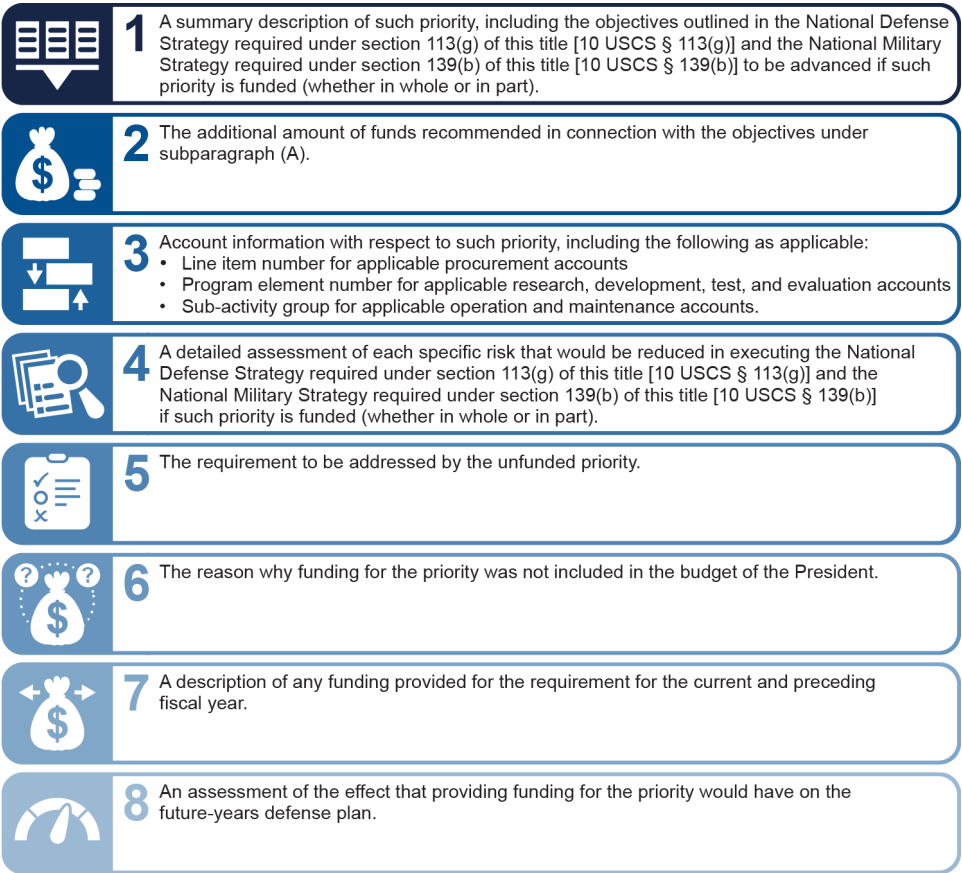 1
A summary description of such priority, including the objectives outlined in the National Defense
Strategy required under section 113(g) of this title [10 USCS § 113(g)] and the National Military
Strategy required under section 139(b) of this title [10 USCS § 139(b)] to be advanced if such
priority is funded (whether in whole or in part).
$
2
The additional amount of funds recommended in connection with the objectives under
subparagraph (A).
3
Account information with respect to such priority, including the following as applicable:
• Line item number for applicable procurement accounts
• Program element number for applicable research, development, test, and evaluation accounts
• Sub-activity group for applicable operation and maintenance accounts.
4
A detailed assessment of each specific risk that would be reduced in executing the National
Defense Strategy required under section 113(g) of this title [10 USCS § 113(g)] and the
National Military Strategy required under section 139(b) of this title [10 USCS § 139(b)]
if such priority is funded (whether in whole or in part).
5
The requirement to be addressed by the unfunded priority.
? ?
$
6
The reason why funding for the priority was not included in the budget of the President.
$
7
A description of any funding provided for the requirement for the current and preceding
fiscal year.
8
An assessment of the effect that providing funding for the priority would have on the
future-years defense plan.